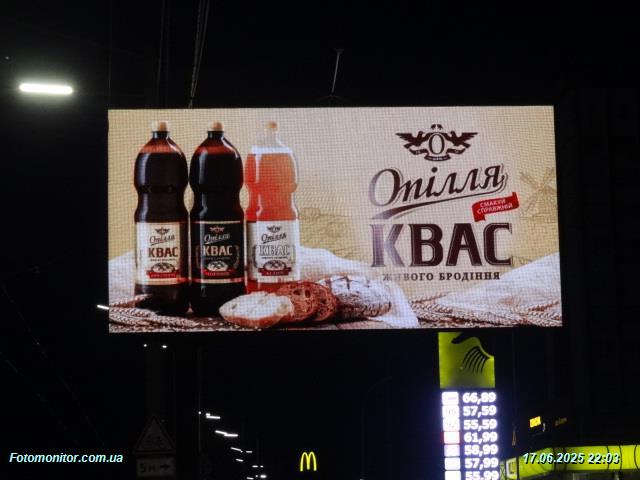 Опілля
СМАКУЙ
СПРАВЖНІЙ
КВАС
ЖИВОГО БРОДІННЯ
Опілля
КВАС
Опілля
КВАС
Опілля
КВАС
66,89
57,59
55,59
61,99
58,99
57,99
55,99
5 м
Fotomonitor.com.ua
17.06.2025 22:03